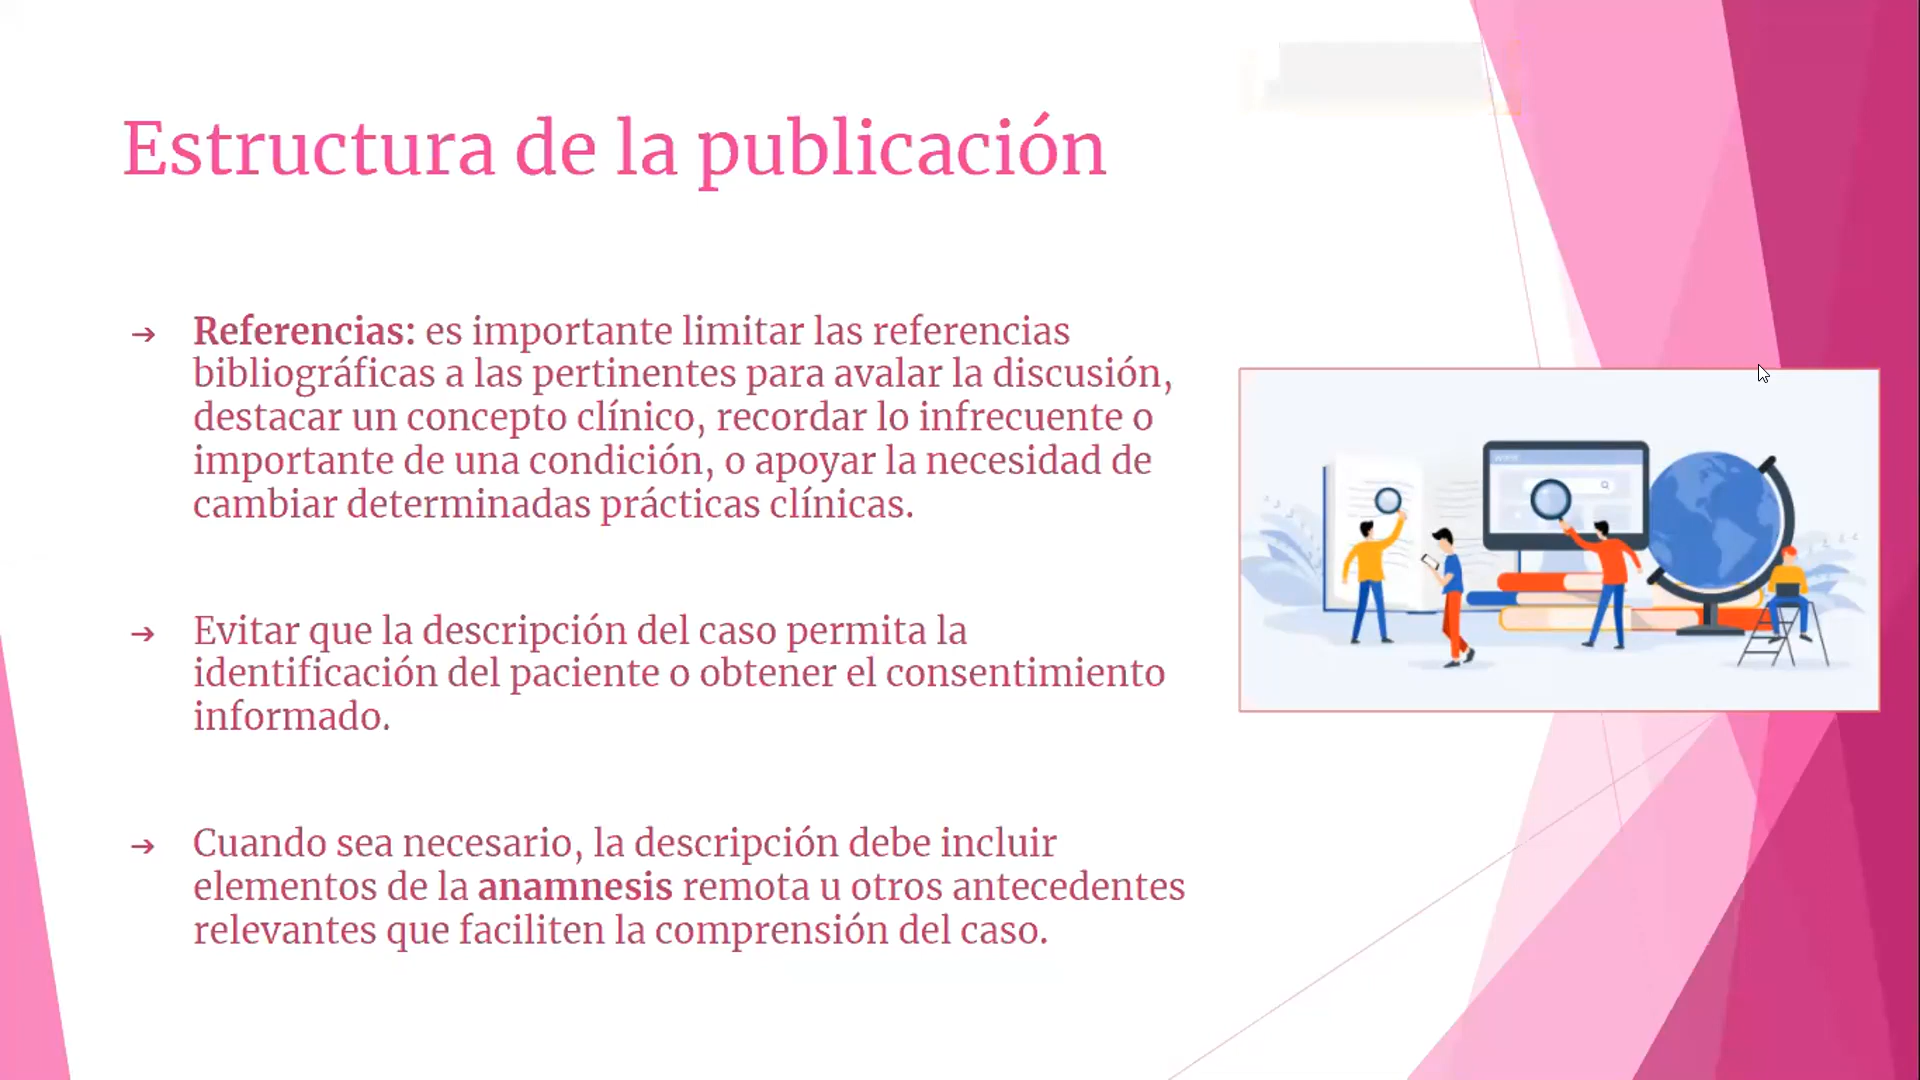 Estructura de la publicación
➔ Referencias: es importante limitar las referencias
bibliográficas a las pertinentes para avalar la discusión,
destacar un concepto clínico, recordar lo infrecuente o
importante de una condición, o apoyar la necesidad de
cambiar determinadas prácticas clínicas.
➔ Evitar que la descripción del caso permita la
identificación del paciente o obtener el consentimiento
informado.
➔ Cuando sea necesario, la descripción debe incluir
elementos de la anamnesis remota u otros antecedentes
relevantes que faciliten la comprensión del caso.